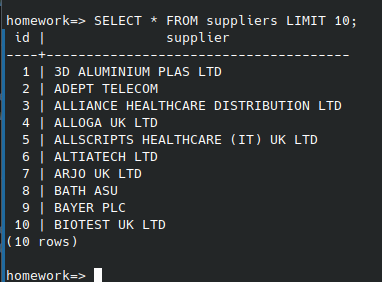 homework=> SELECT * FROM suppliers LIMIT 10;
 id |               supplier
----+--------------------------------------
  1 | 3D ALUMINIUM PLAS LTD
  2 | ADEPT TELECOM
  3 | ALLIANCE HEALTHCARE DISTRIBUTION LTD
  4 | ALLOGA UK LTD
  5 | ALLSCRIPTS HEALTHCARE (IT) UK LTD
  6 | ALTIATECH LTD
  7 | ARJO UK LTD
  8 | BATH ASU
  9 | BAYER PLC
 10 | BIOTEST UK LTD
(10 rows)
homework=>